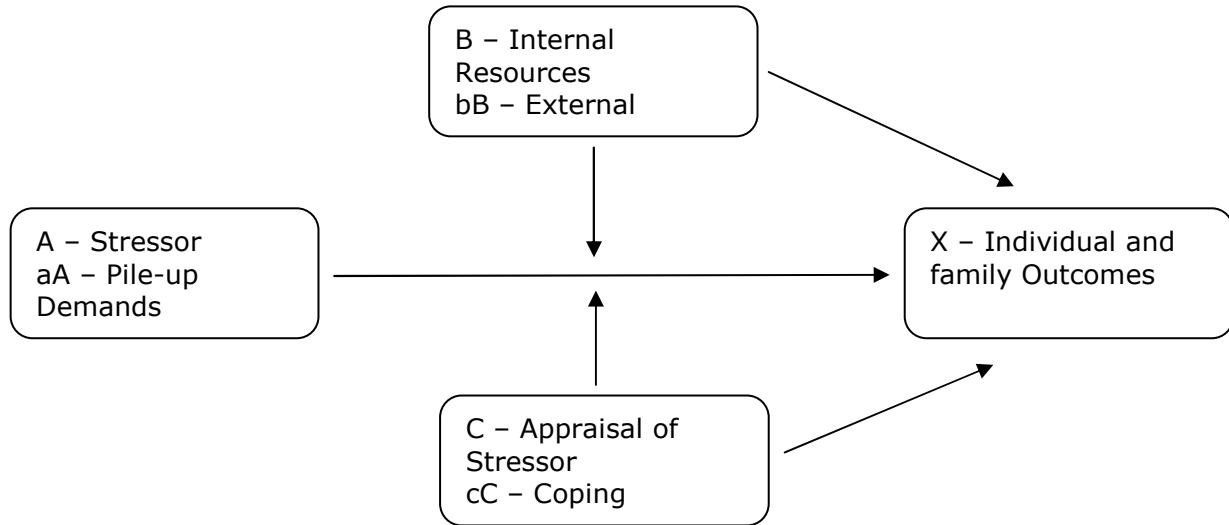 B – Internal
Resources
bB – External
A – Stressor
aA – Pile-up
Demands
X – Individual and
family Outcomes
C – Appraisal of
Stressor
cC – Coping